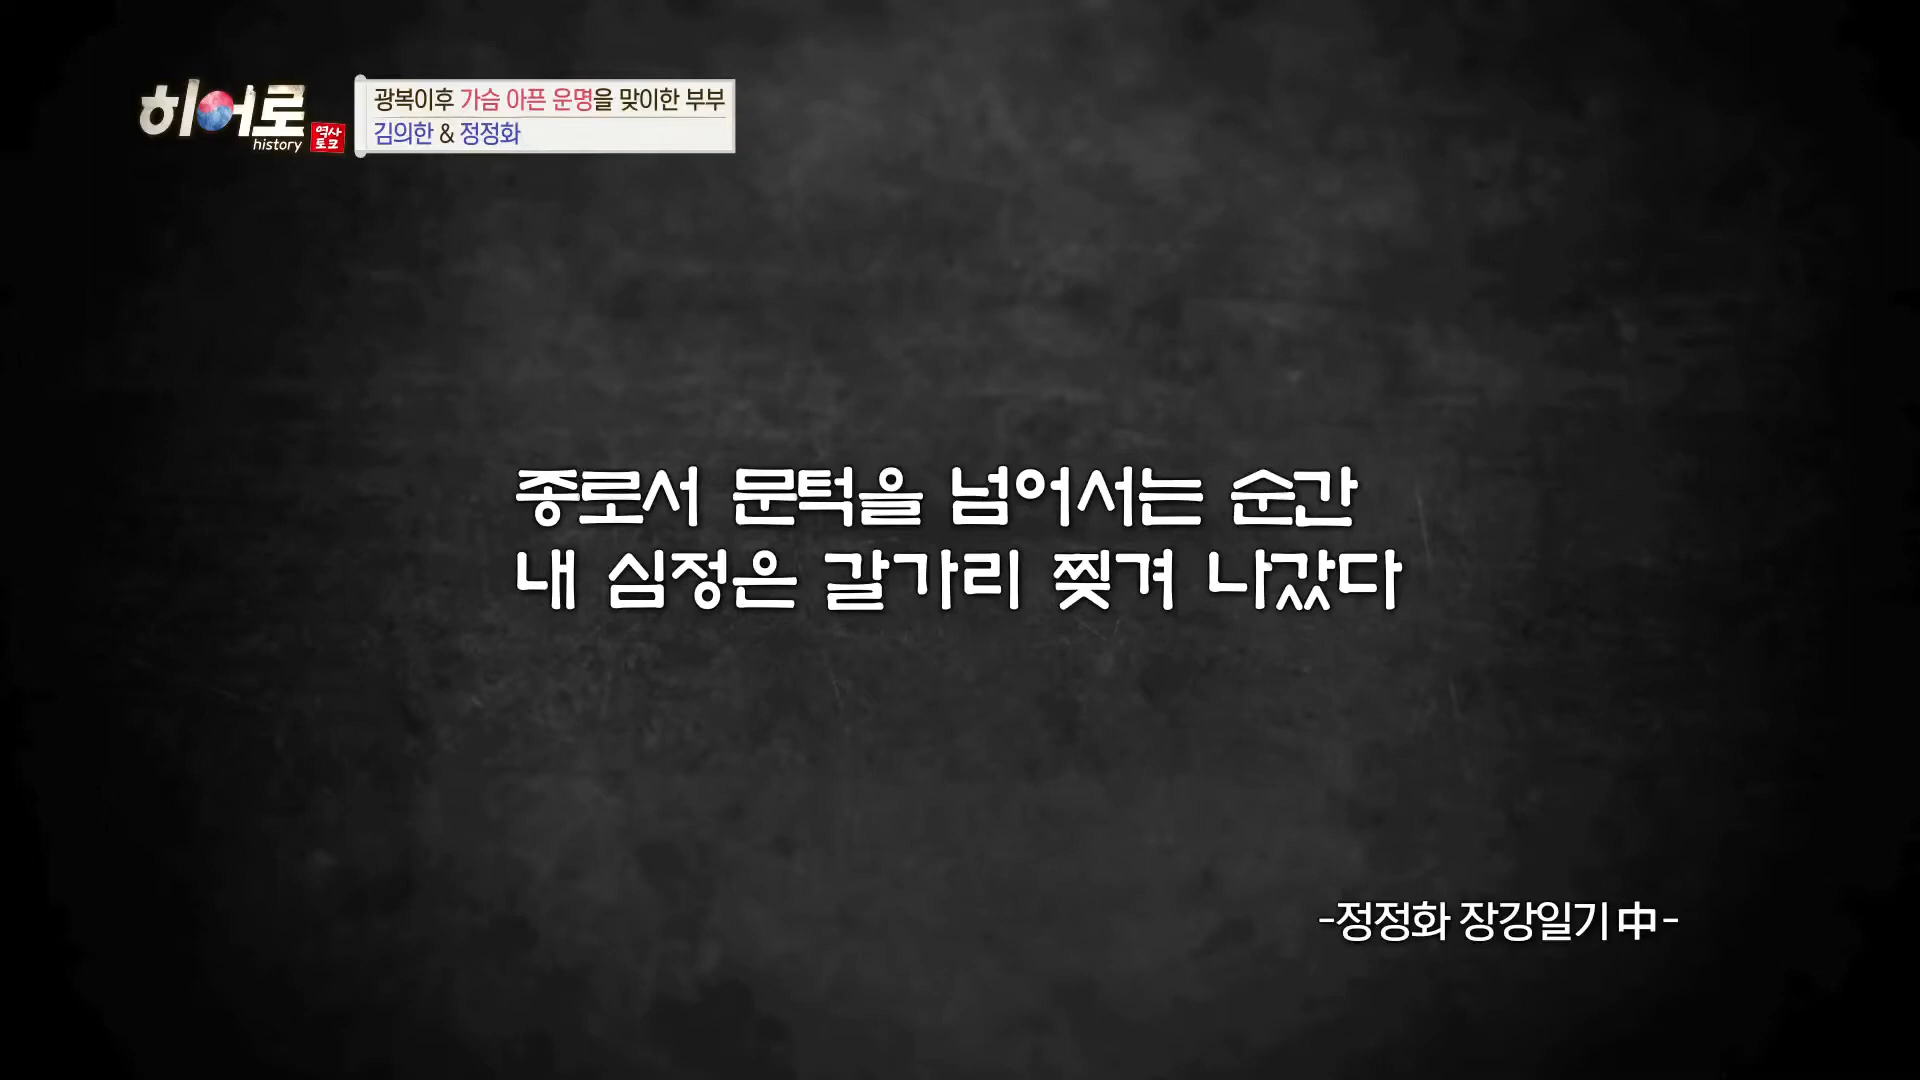 히어로
history
역사
토크
광복이후 가슴 아픈 운명을 맞이한 부부
김의한 & 정정화
종로서 문턱을 넘어서는 순간
내 심정은 갈가리 찢겨 나갔다
-정정화 장강일기 中-